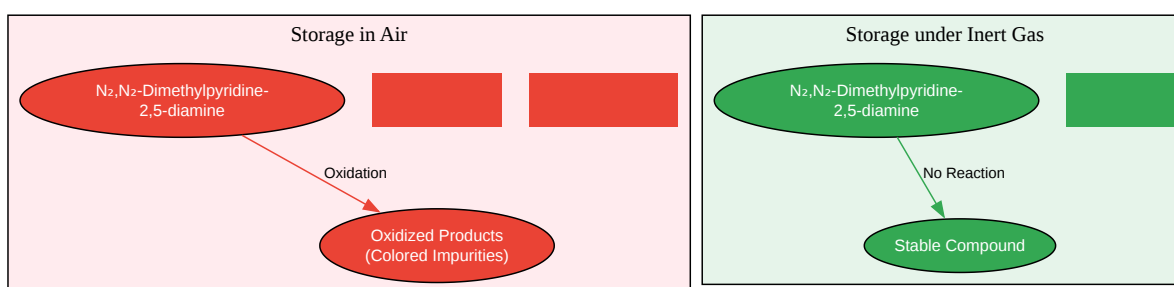 Storage in Air
N₂,N₂-Dimethylpyridine-
2,5-diamine
Oxidation
Oxidized Products
(Colored Impurities)
Storage under Inert Gas
N₂,N₂-Dimethylpyridine-
2,5-diamine
No Reaction
Stable Compound